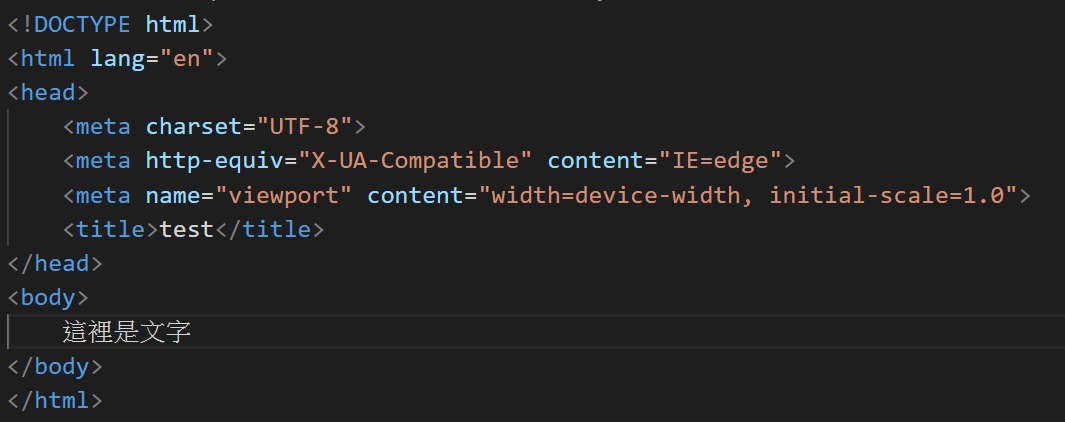 <!DOCTYPE html>
<html lang="en">
<head>
    <meta charset="UTF-8">
    <meta http-equiv="X-UA-Compatible" content="IE=edge">
    <meta name="viewport" content="width=device-width, initial-scale=1.0">
    <title>test</title>
</head>
<body>
    這裡是文字
</body>
</html>